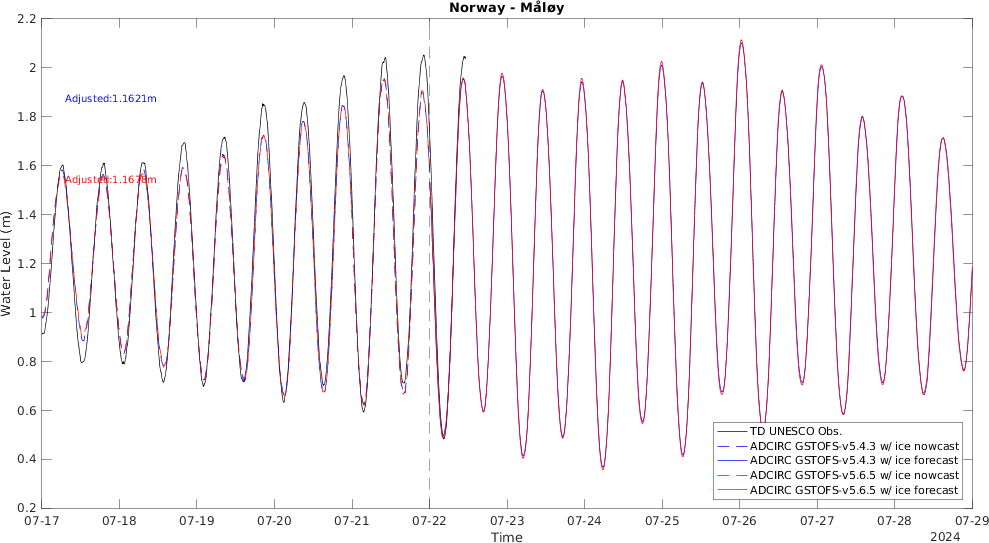 Norway - Måløy
2.2
2
1.8
1.6
1.4
1.2
1
0.8
0.6
0.4
0.2
Water Level (m)
Adjusted:1.1621m
Adjusted:1.1678m
TD UNESCO Obs.
ADCIRC GSTOFS-v5.4.3 w/ ice nowcast
ADCIRC GSTOFS-v5.4.3 w/ ice forecast
ADCIRC GSTOFS-v5.6.5 w/ ice nowcast
ADCIRC GSTOFS-v5.6.5 w/ ice forecast
07-17 07-18 07-19 07-20 07-21 07-22 07-23 07-24 07-25 07-26 07-27 07-28 07-29
Time
2024